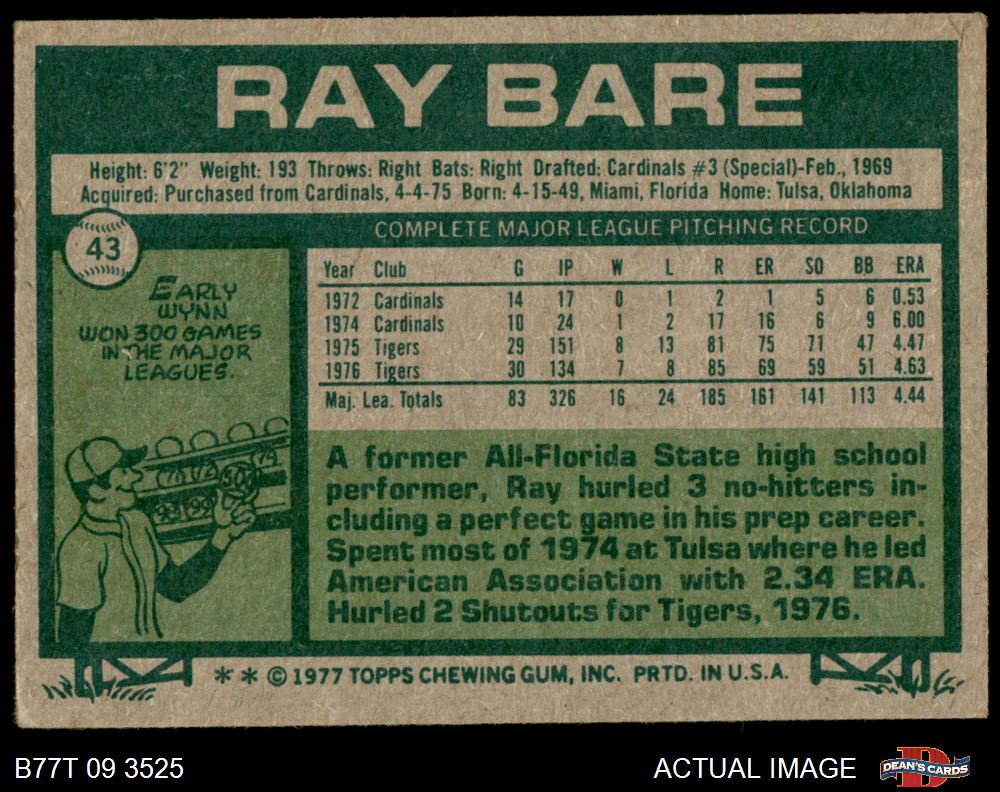 RAY BARE
Height: 6'2" Weight: 193 Throws: Right Bats: Right Drafted: Cardinals #3 (Special)-Feb., 1969
Acquired: Purchased from Cardinals, 4-4-75 Born: 4-15-49, Miami, Florida Home: Tulsa, Oklahoma
43
EARLY
WYNN
WON 300 GAMES
IN THE MAJOR
LEAGUES.
300
COMPLETE MAJOR LEAGUE PITCHING RECORD
Year Club G IP W L R ER SO BB ERA
1972 Cardinals 14 17 0 1 2 1 5 6 0.53
1974 Cardinals 10 24 1 2 17 16 6 9 6.00
1975 Tigers 29 151 8 13 81 75 71 47 4.47
1976 Tigers 30 134 7 8 85 69 59 51 4.63
Maj. Lea. Totals 83 326 16 24 185 161 141 113 4.44
A former All-Florida State high school
performer, Ray hurled 3 no-hitters in-
cluding a perfect game in his prep career.
Spent most of 1974 at Tulsa where he led
American Association with 2.34 ERA.
Hurled 2 Shutouts for Tigers, 1976.
* * © 1977 TOPPS CHEWING GUM, INC. PRTD. IN U.S.A.
B77T 09 3525
ACTUAL IMAGE
D
DEAN'S CARDS